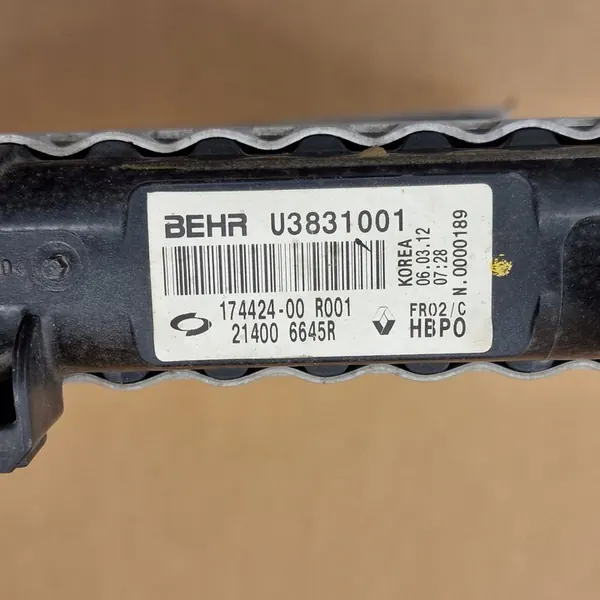 BEHR U3831001
174424-00 R001
21400 6645R
FR02/C
HBPO
KOREA
06.03.12
07:28
N.0000189